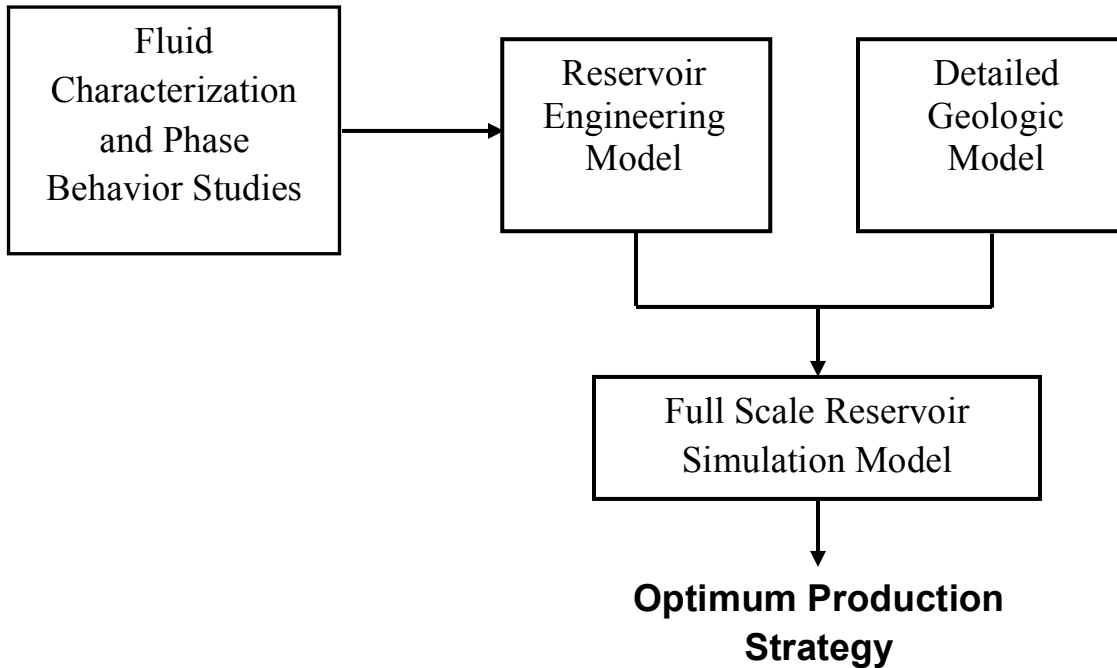 Fluid
Characterization
and Phase
Behavior Studies
Reservoir
Engineering
Model
Detailed
Geologic
Model
Full Scale Reservoir
Simulation Model
Optimum Production
Strategy